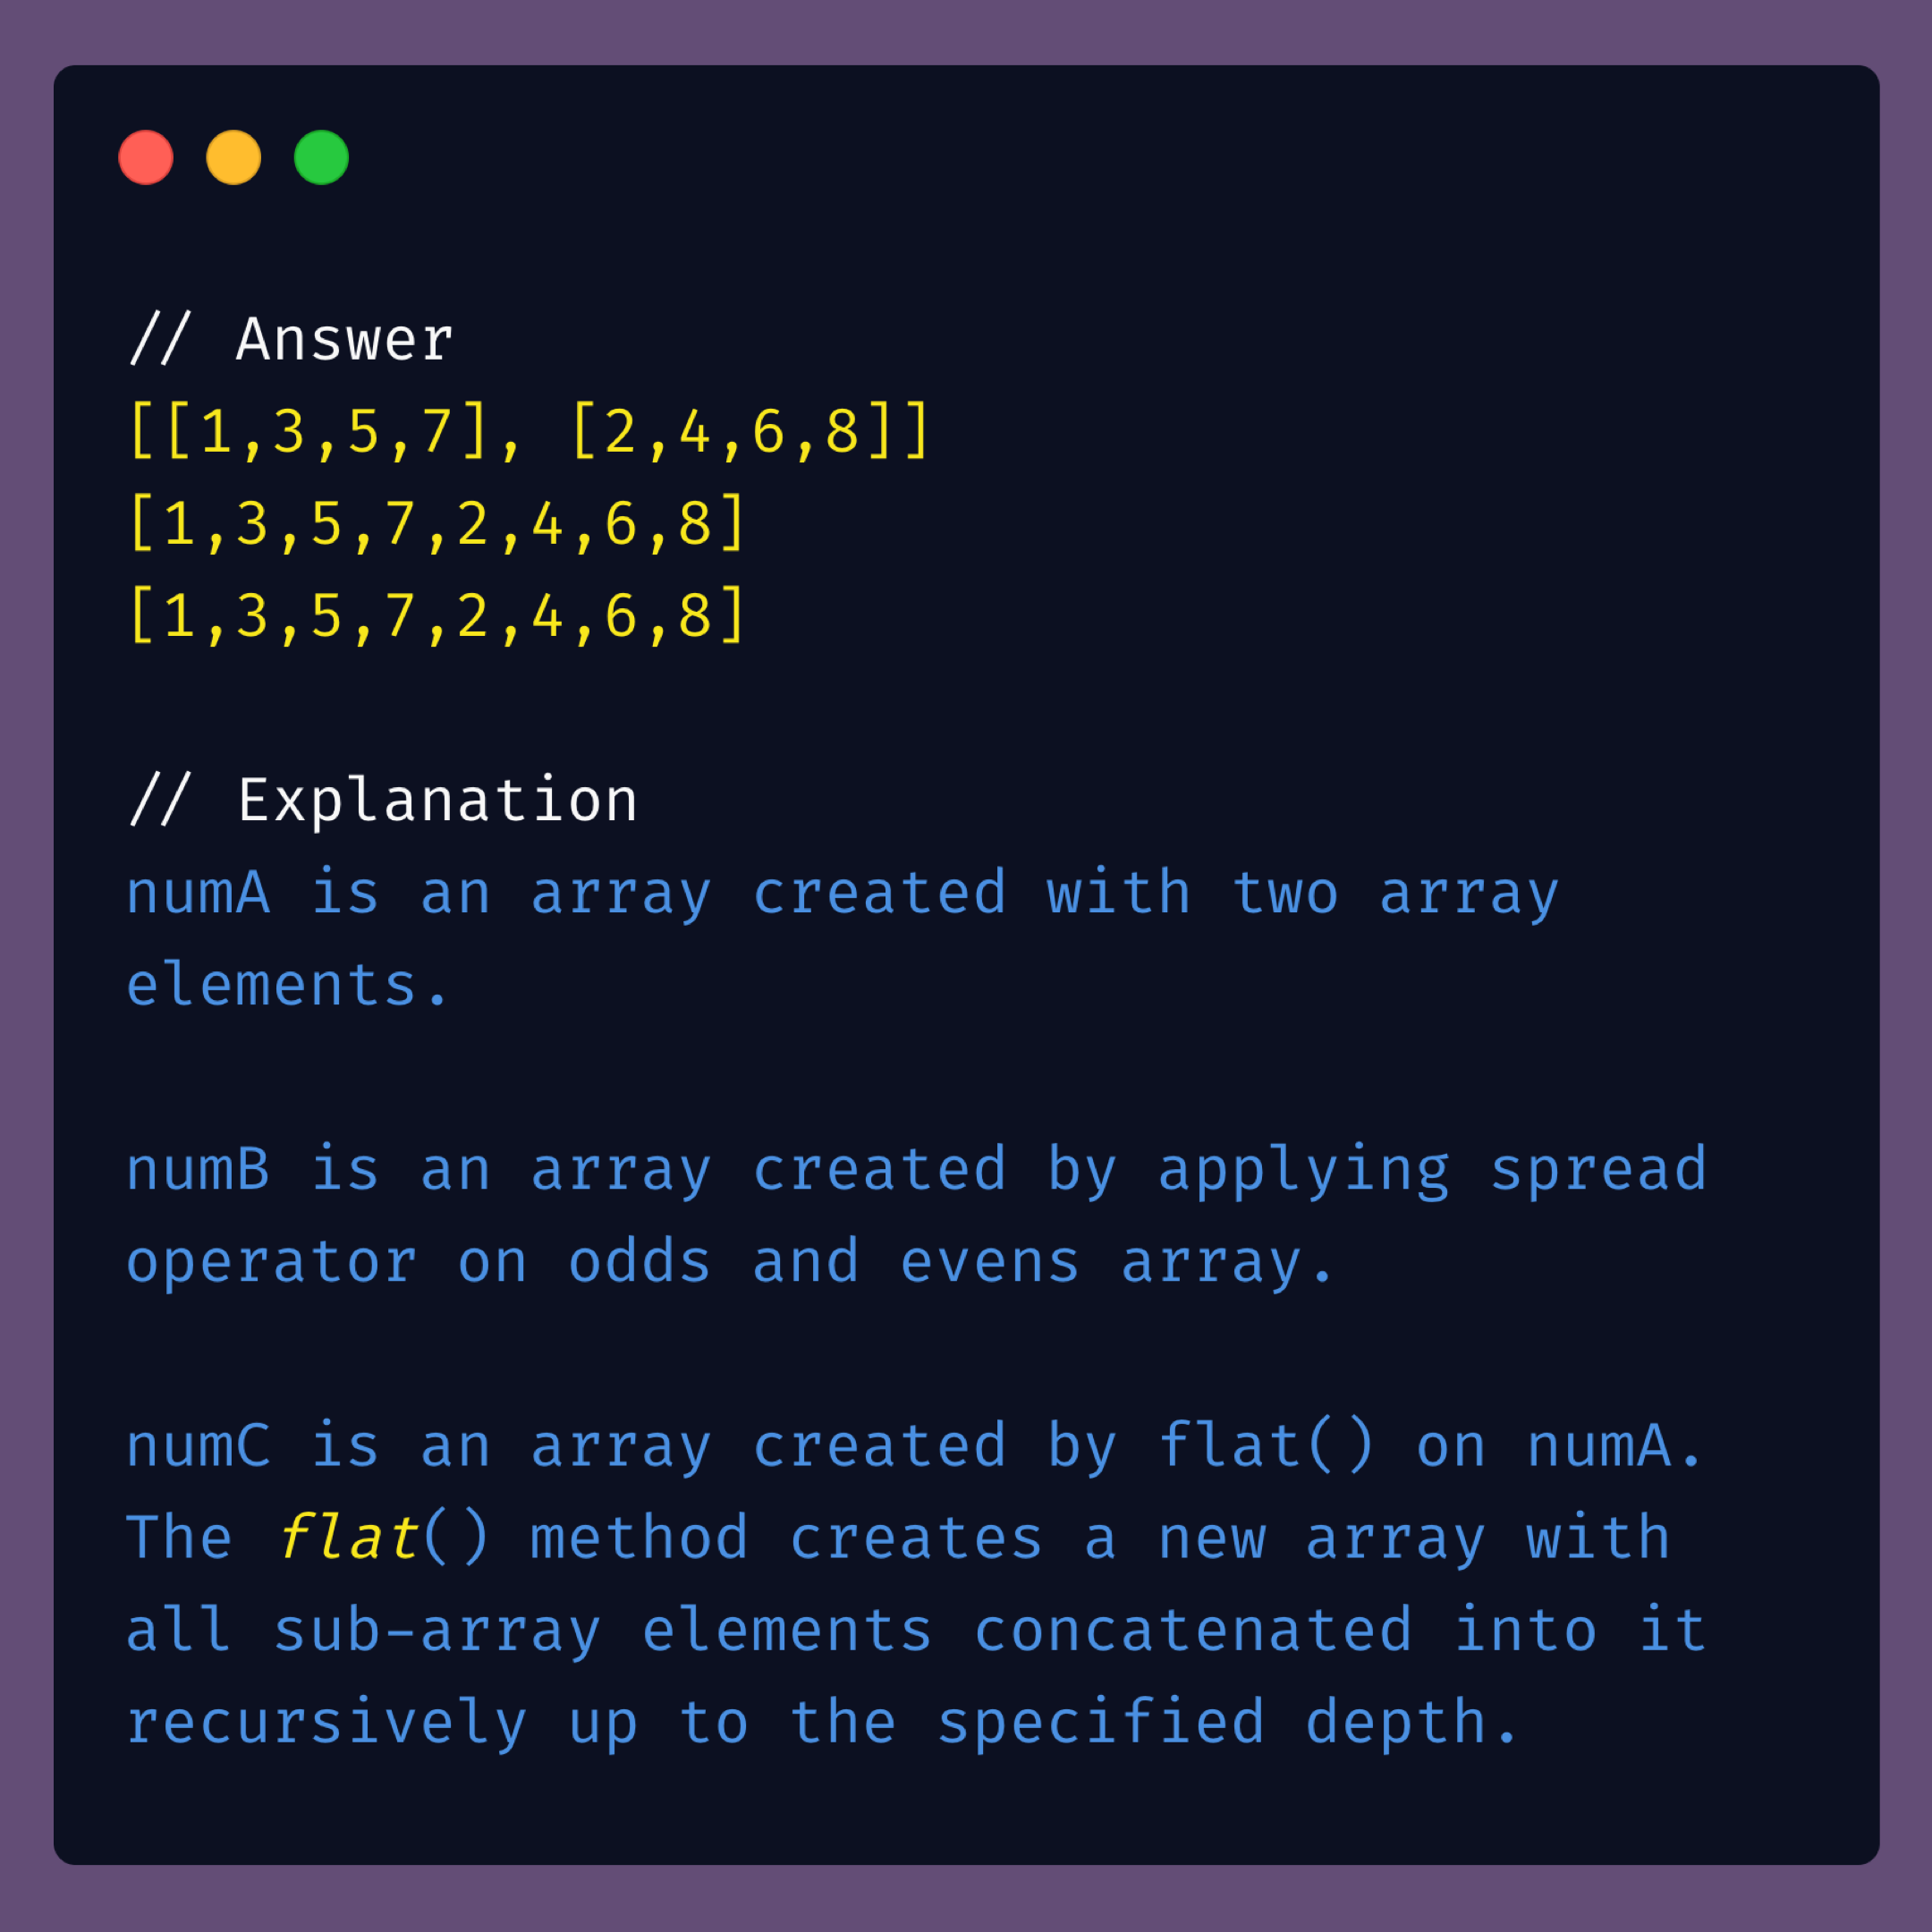 // Answer
[[1,3,5,7], [2,4,6,8]]
[1,3,5,7,2,4,6,8]
[1,3,5,7,2,4,6,8]
// Explanation
numA is an array created with two array
elements.
numB is an array created by applying spread
operator on odds and evens array.
numC is an array created by flat() on numA.
The flat() method creates a new array with
all sub-array elements concatenated into it
recursively up to the specified depth.